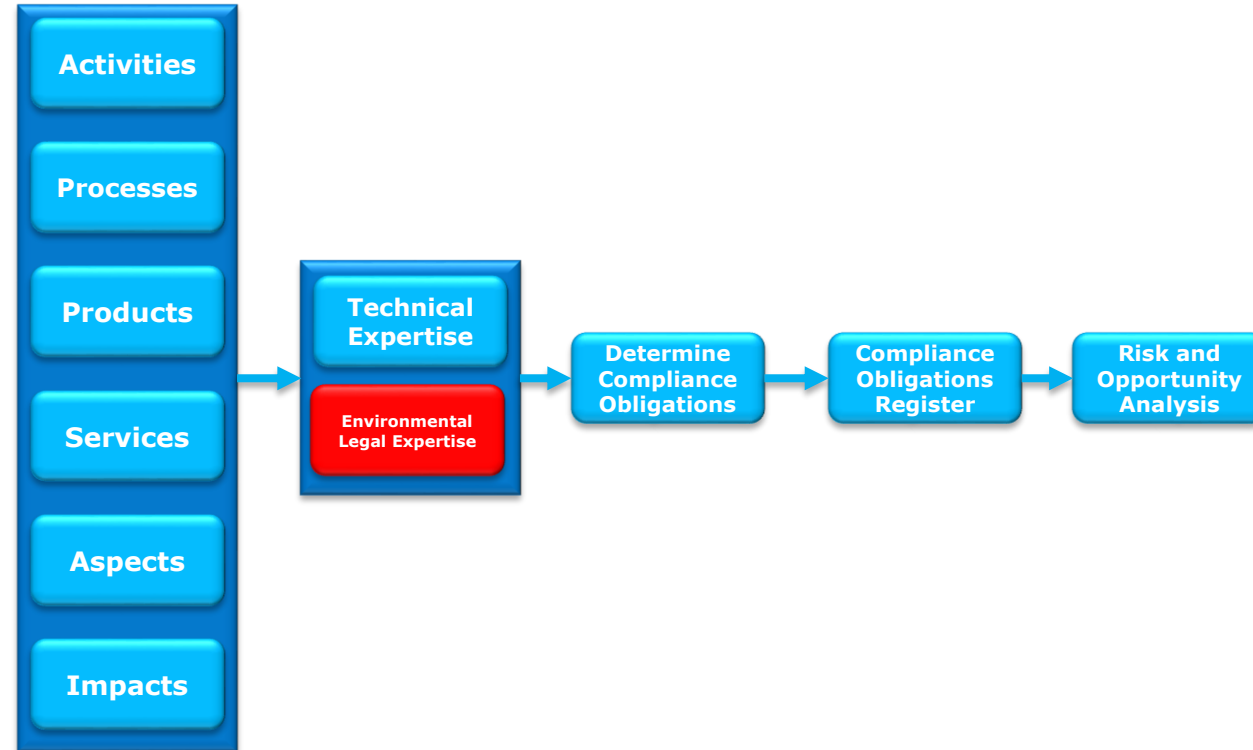 Activities
Processes
Products
Services
Aspects
Impacts
Technical
Expertise
Environmental
Legal Expertise
Determine
Compliance
Obligations
Compliance
Obligations
Register
Risk and
Opportunity
Analysis